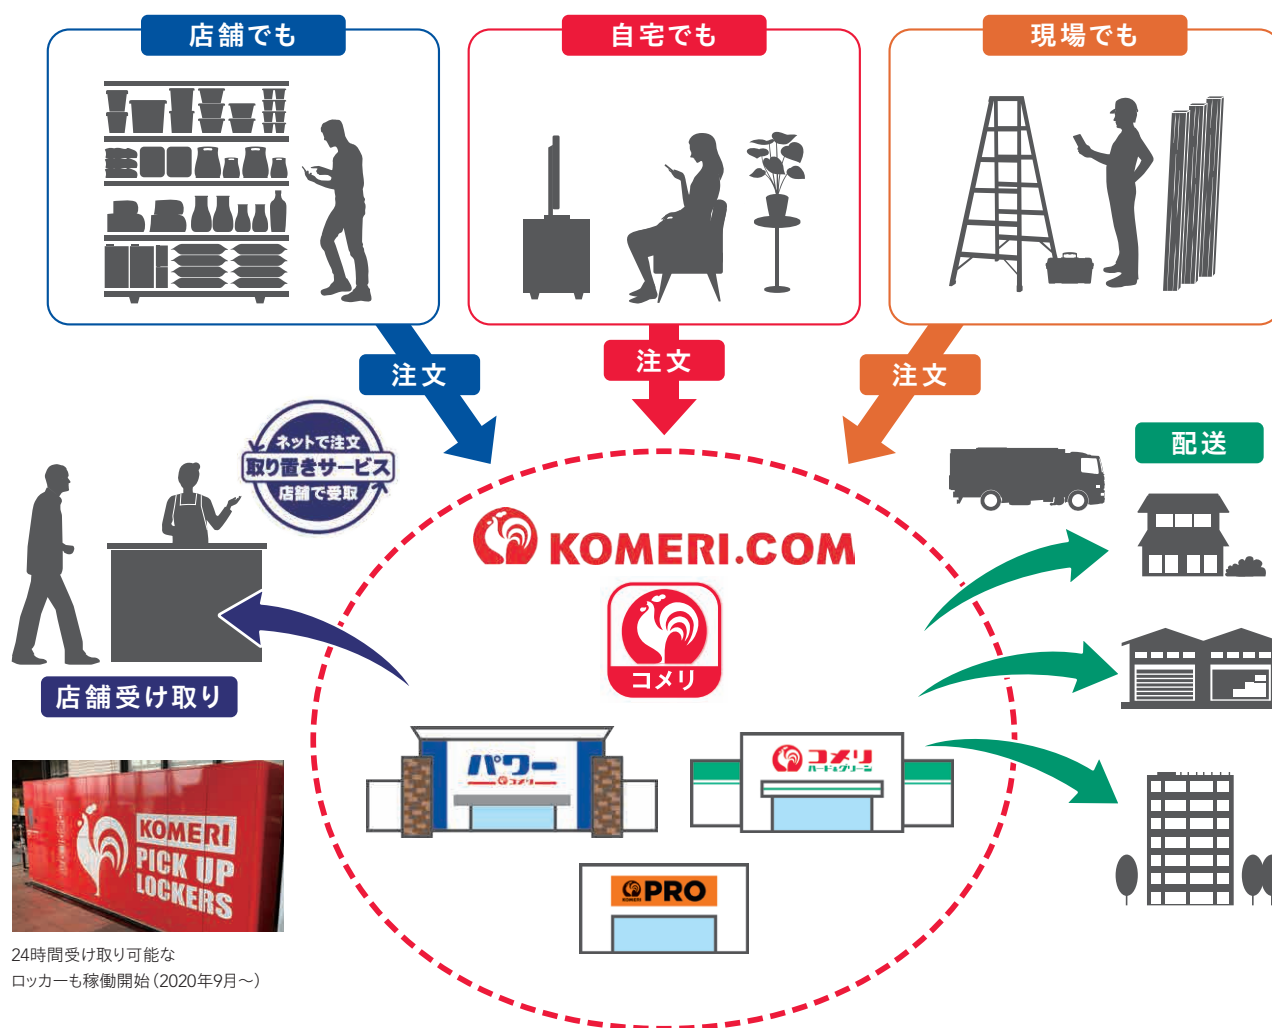 店舗でも
自宅でも
現場でも
注文
注文
注文
ネットで注文
取り置きサービス
店舗で受取
配送
KOMERI.COM
コメリ
店舗受け取り
パワー
コメリ
コメリ
ハード&グリーン
KOMERI
PRO
KOMERI
PICK UP
LOCKERS
24時間受け取り可能な
ロッカーも稼働開始(2020年9月〜)